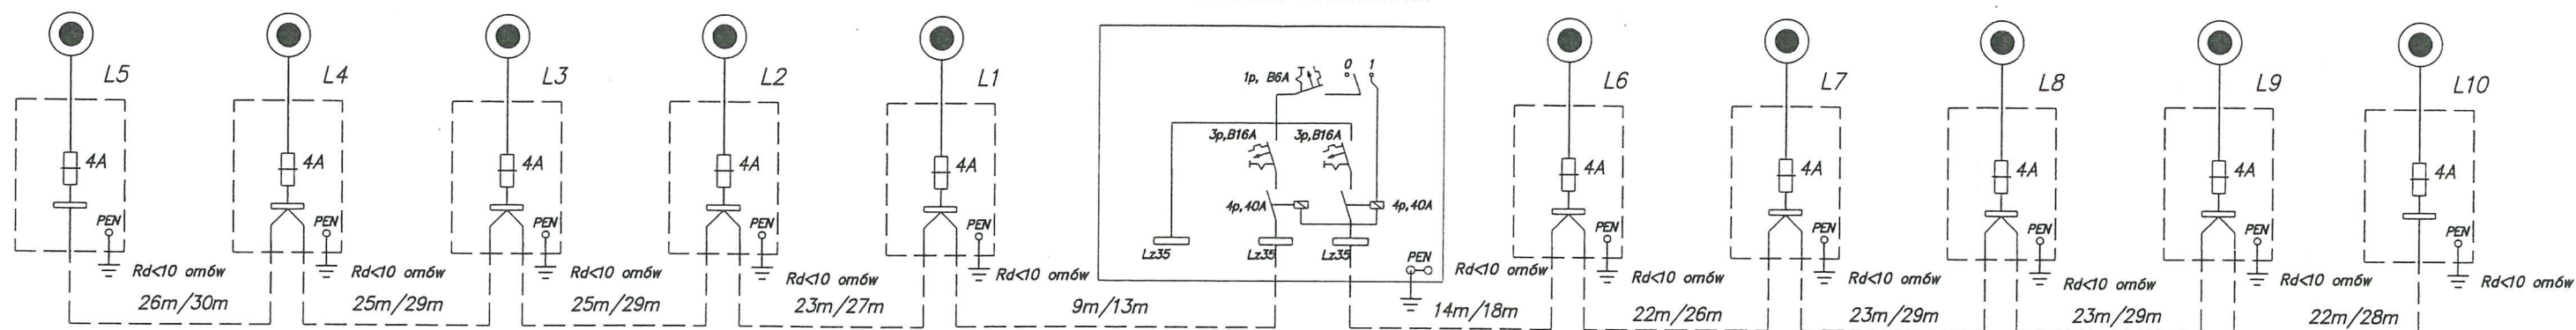 L5
4A
PEN
Rd<10 omów
26m/30m
L4
4A
PEN
Rd<10 omów
25m/29m
L3
4A
PEN
Rd<10 omów
25m/29m
L2
4A
PEN
Rd<10 omów
23m/27m
L1
4A
PEN
Rd<10 omów
9m/13m
1p, B6A
0 1
3p,B16A 3p,B16A
4p,40A 4p,40A
Lz35 Lz35 Lz35
PEN
Rd<10 omów
14m/18m
L6
4A
PEN
Rd<10 omów
22m/26m
L7
4A
PEN
Rd<10 omów
23m/29m
L8
4A
PEN
Rd<10 omów
23m/29m
L9
4A
PEN
Rd<10 omów
22m/28m
L10
4A
PEN
Rd<10 omów